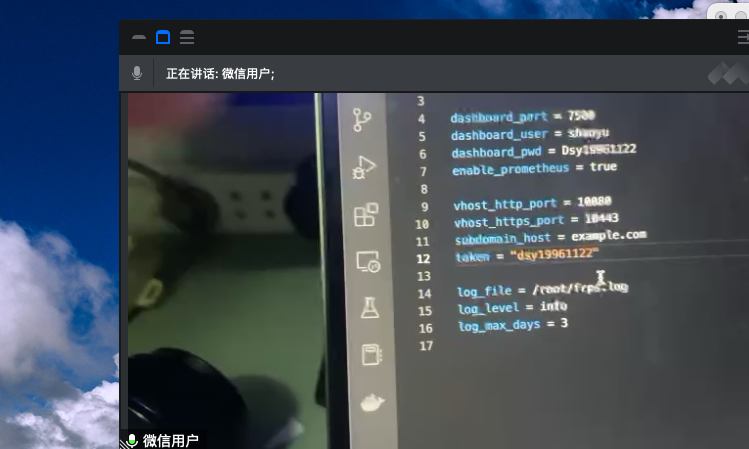 正在讲话: 微信用户;
3
4 dashboard_port = 7500
5 dashboard_user = shaoyu
6 dashboard_pwd = Dsy19961122
7 enable_prometheus = true
8
9 vhost_http_port = 10080
10 vhost_https_port = 10443
11 subdomain_host = example.com
12 token = "dsy19961122"
13
14 log_file = /root/frps.log
15 log_level = info
16 log_max_days = 3
17
微信用户